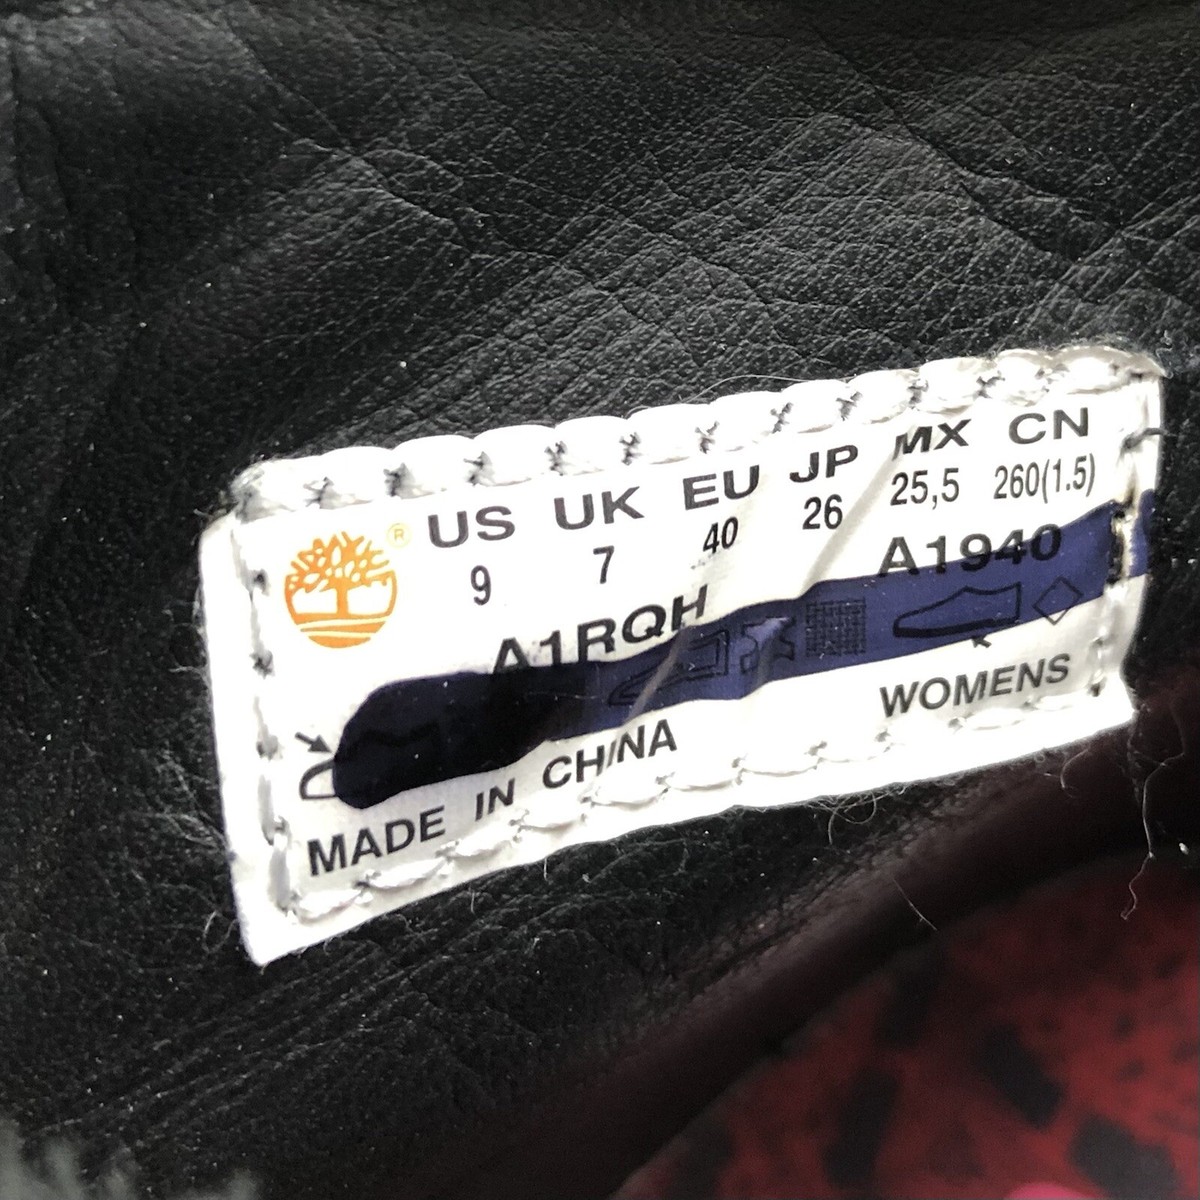 ® US UK EU JP MX CN
9 7 40 26 25,5 260(1.5)
A1RQH A1940
WOMENS
MADE IN CHINA